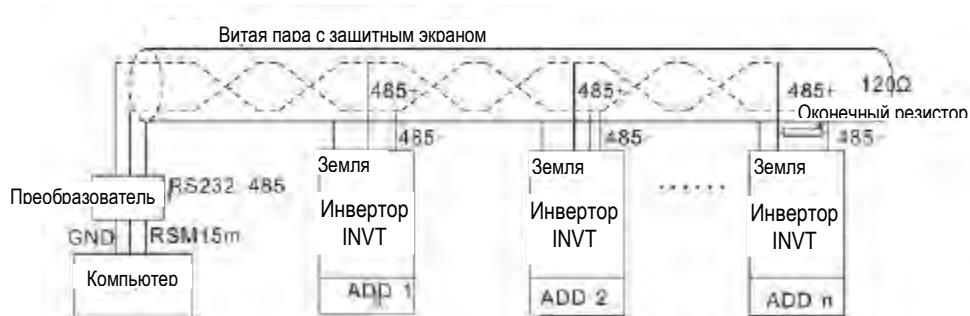 Витая пара с защитным экраном
485+
485+
485+
120Ω
Оконечный резистор
485-
485-
485-
Земля
Земля
Земля
Преобразователь
RS232 485
Инвертор
INVT
Инвертор
INVT
......
Инвертор
INVT
GND
RSM15m
Компьютер
ADD 1
ADD 2
ADD n